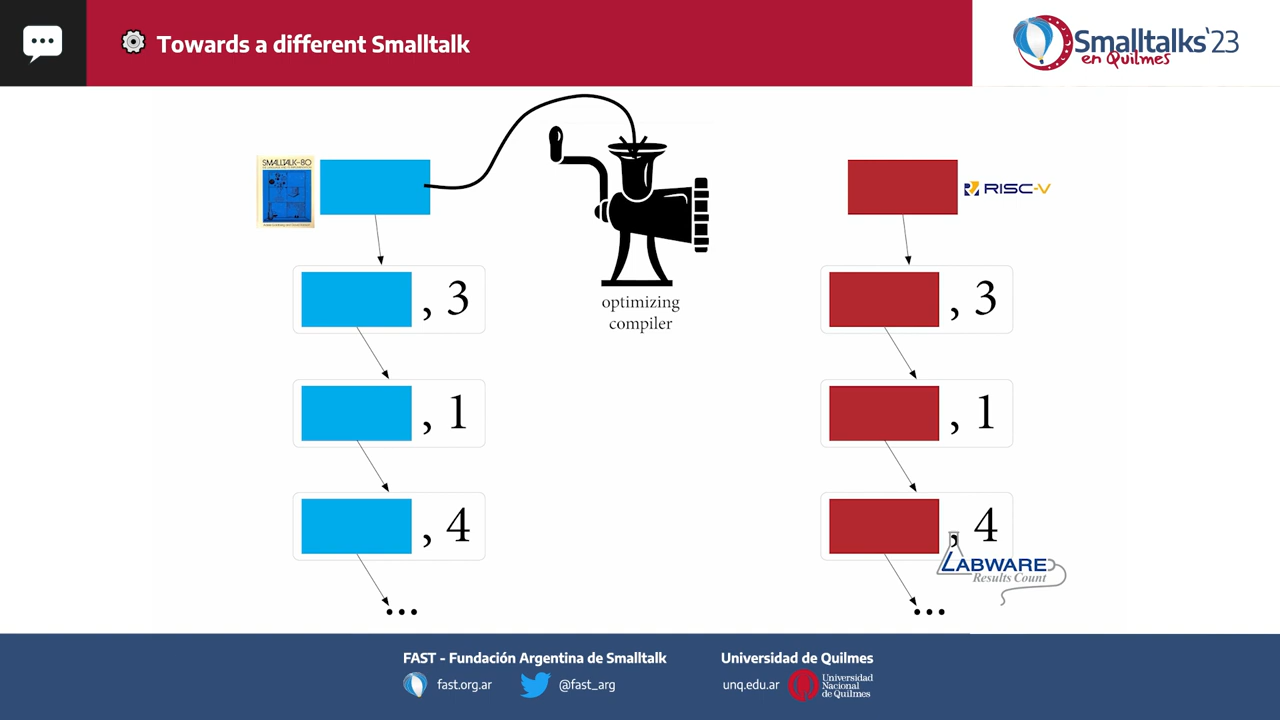 Towards a different Smalltalk
Smalltalks'23
en Quilmes
SMALLTALK-80
RISC-V
optimizing
compiler
, 3
, 3
, 1
, 1
, 4
, 4
LABWARE
Results Count
...
...
FAST - Fundación Argentina de Smalltalk
Universidad de Quilmes
fast.org.ar
@fast_arg
unq.edu.ar
Universidad
Nacional
de Quilmes